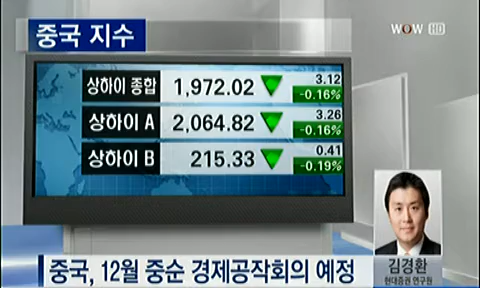 중국 지수
WOW HD
상하이 종합 1,972.02 ▼ 3.12 -0.16%
상하이 A 2,064.82 ▼ 3.26 -0.16%
상하이 B 215.33 ▼ 0.41 -0.19%
김경환
현대증권 연구원
중국, 12월 중순 경제공작회의 예정